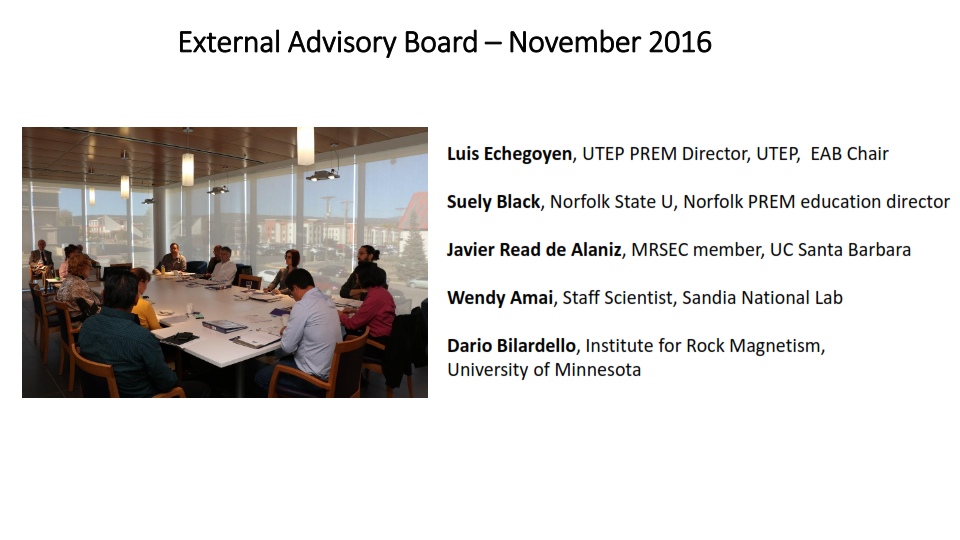 External Advisory Board – November 2016
Luis Echegoyen, UTEP PREM Director, UTEP,  EAB Chair
Suely Black, Norfolk State U, Norfolk PREM education director
Javier Read de Alaniz, MRSEC member, UC Santa Barbara
Wendy Amai, Staff Scientist, Sandia National Lab
Dario Bilardello, Institute for Rock Magnetism,
University of Minnesota